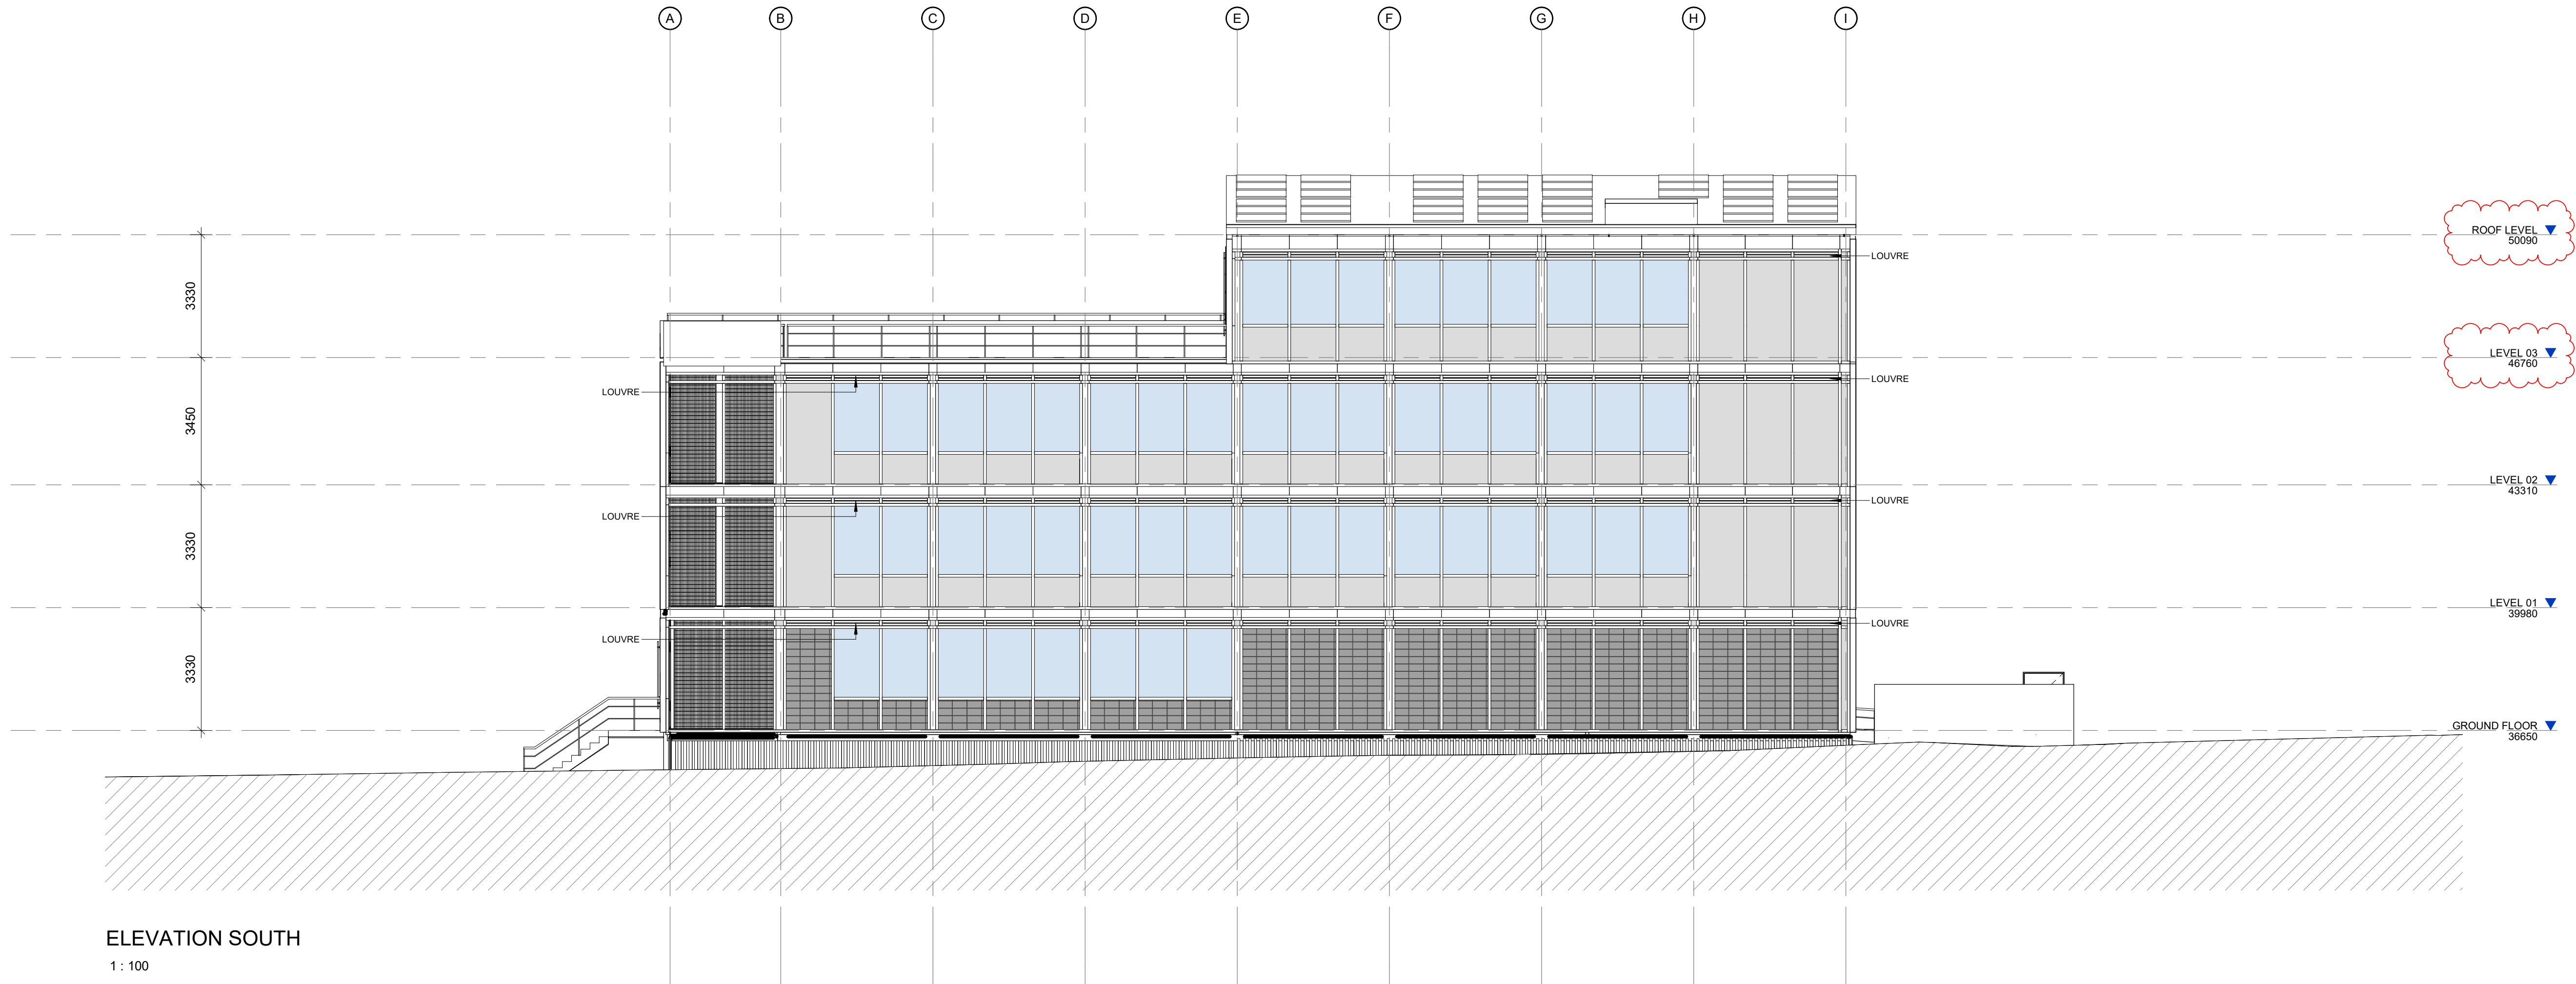 A B C D E F G H I
ROOF LEVEL
50090
LOUVRE
3330
LEVEL 03
46760
LOUVRE
LOUVRE
3450
LEVEL 02
43310
LOUVRE
LOUVRE
3330
LEVEL 01
39980
LOUVRE
LOUVRE
3330
GROUND FLOOR
36650
ELEVATION SOUTH
1 : 100